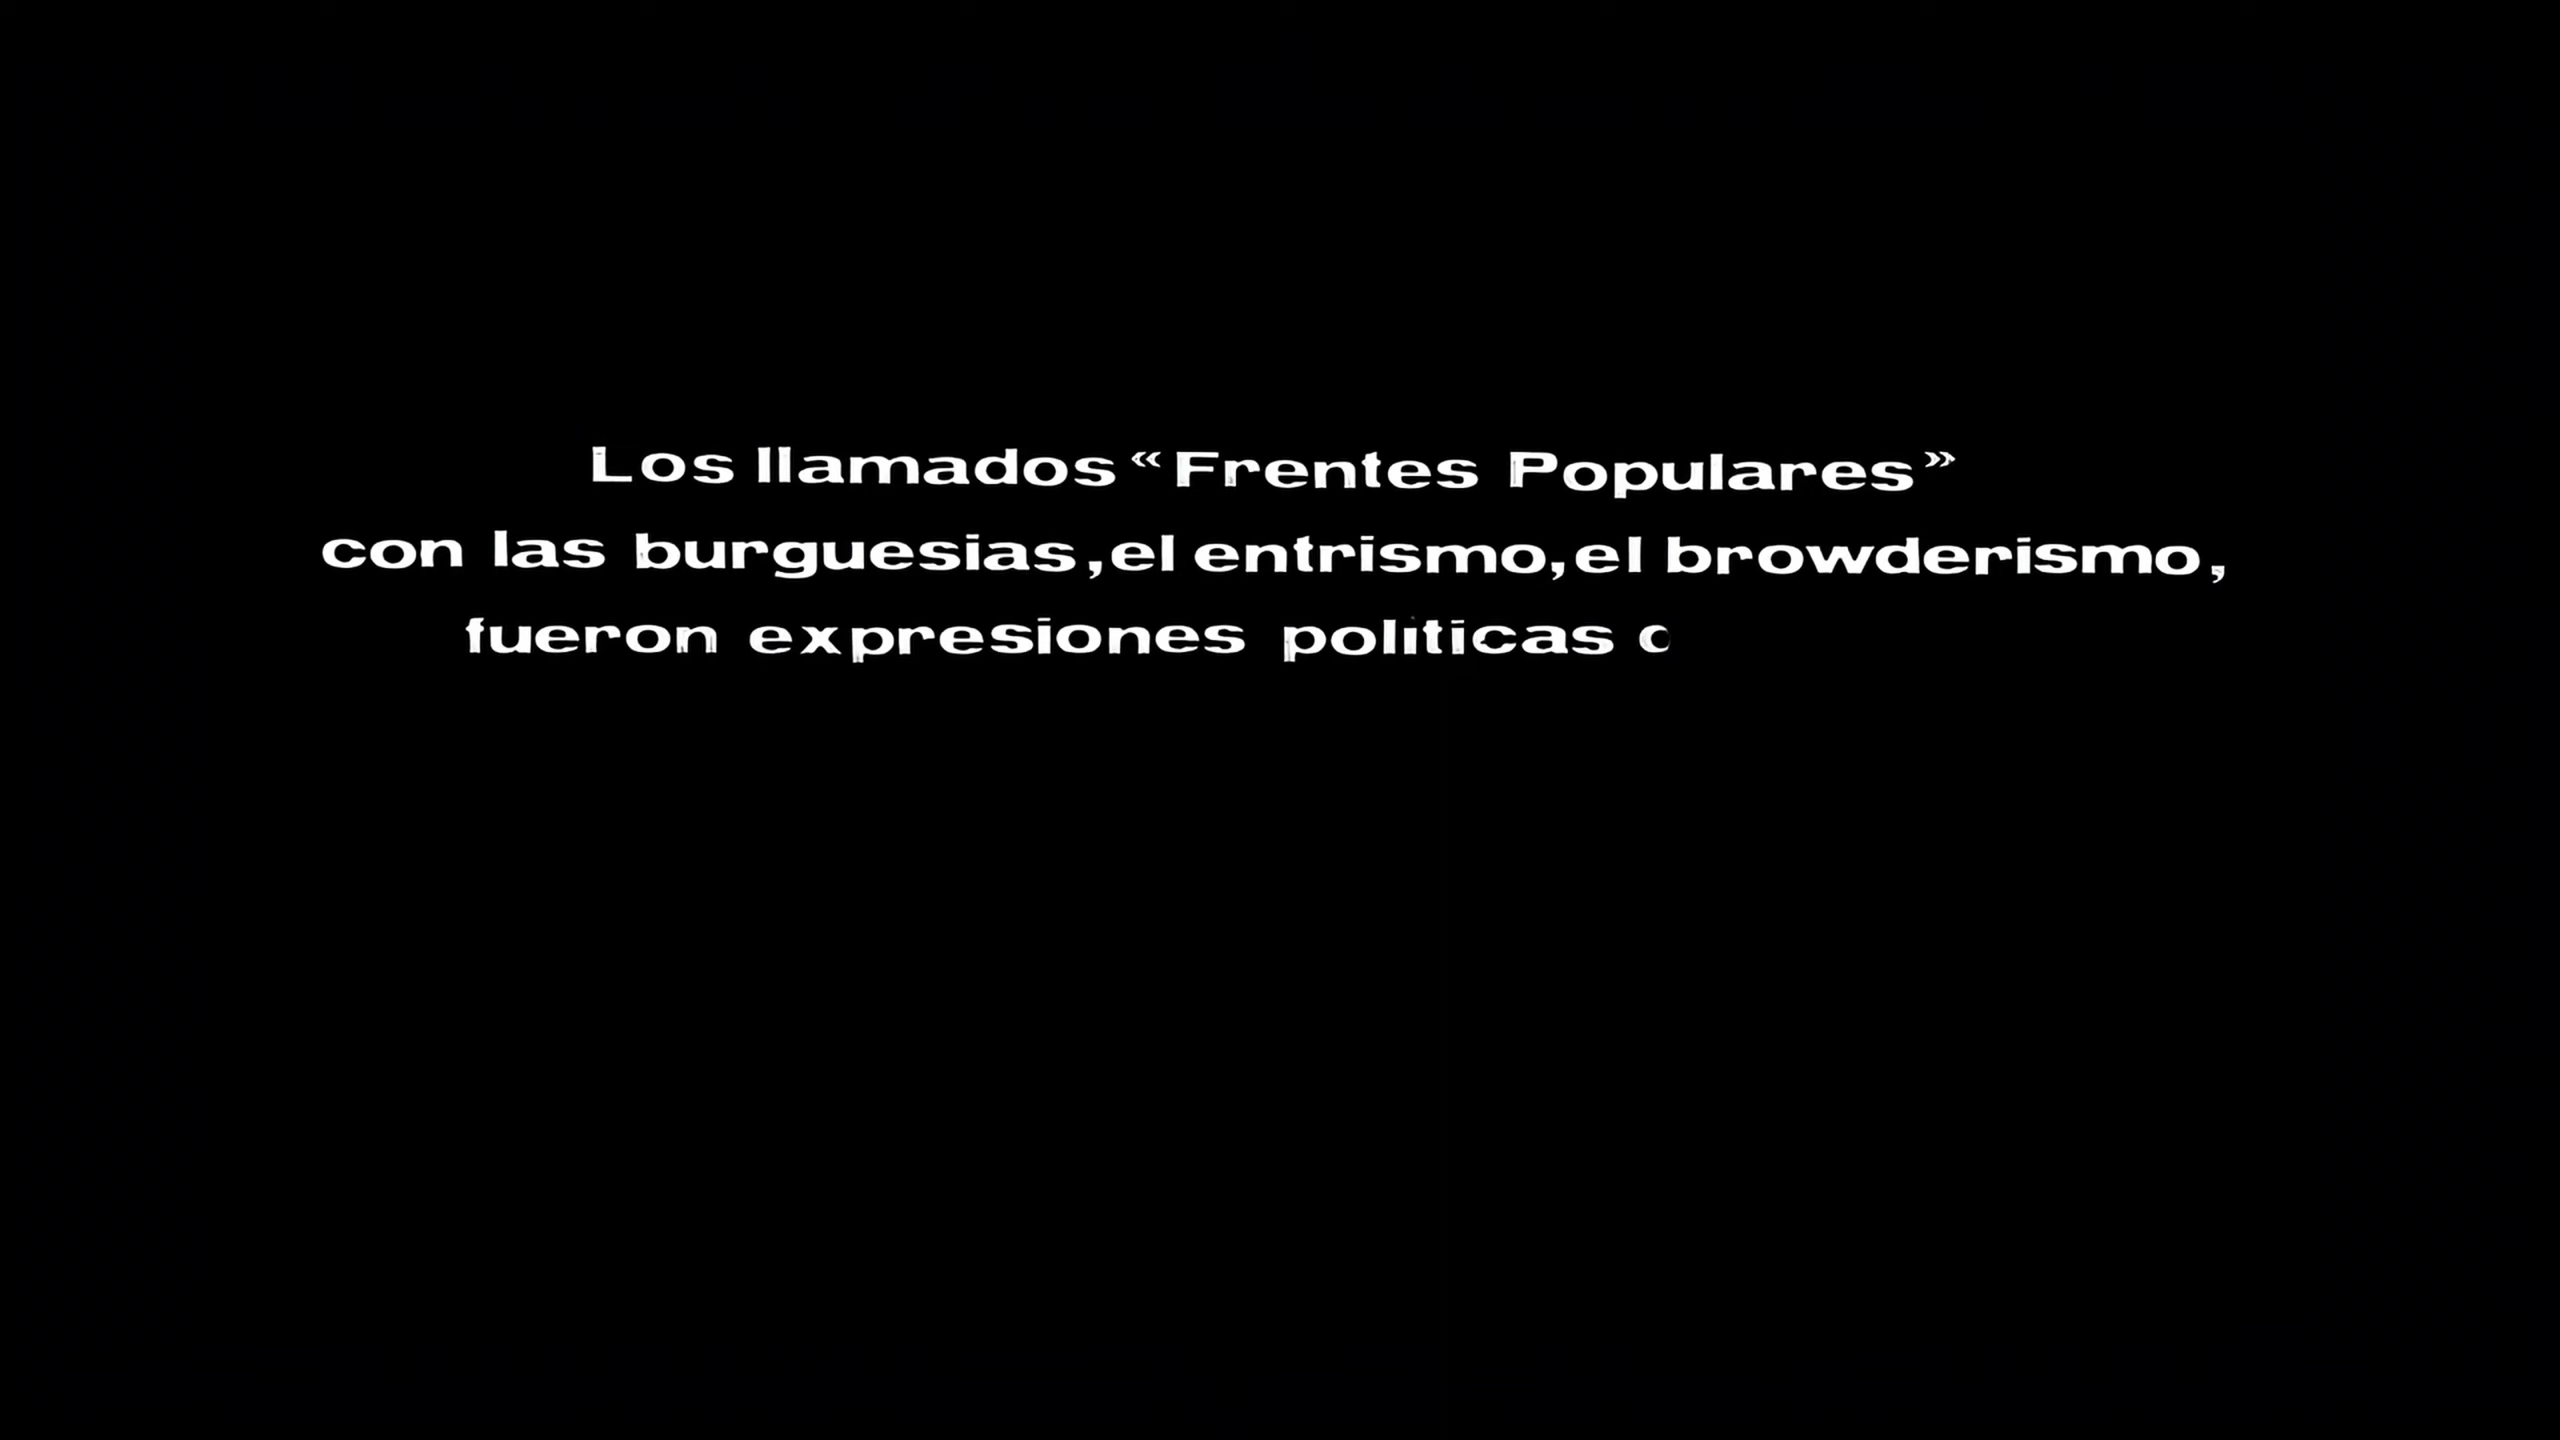 Los llamados «Frentes Populares»
con las burguesias, el entrismo, el browderismo,
fueron expresiones politicas